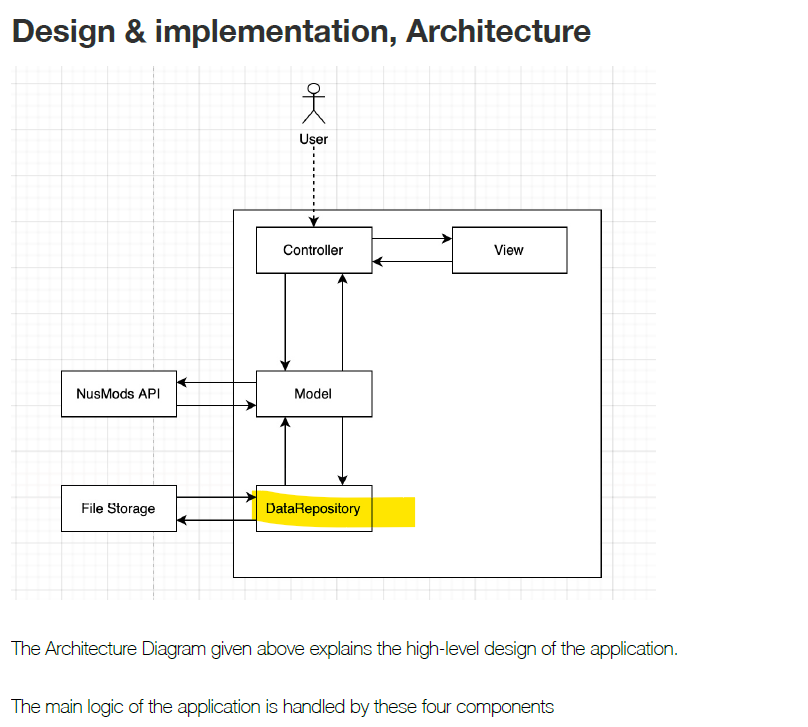 Design & implementation, Architecture
User
Controller
View
NusMods API
Model
File Storage
DataRepository
The Architecture Diagram given above explains the high-level design of the application.
The main logic of the application is handled by these four components